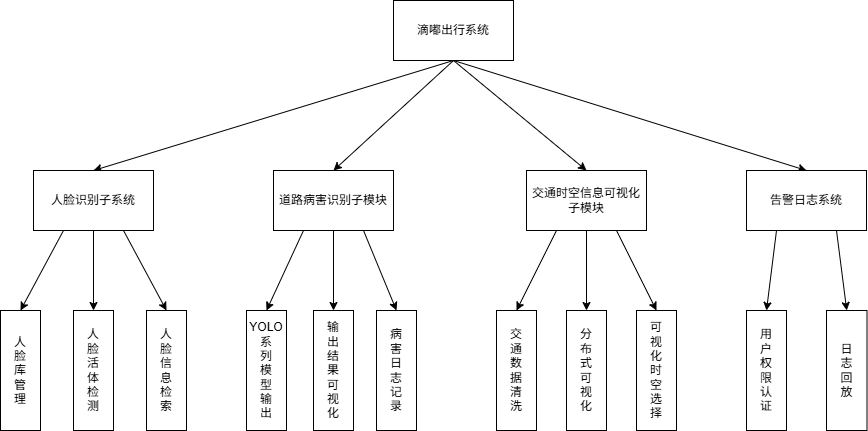 滴嘟出行系统
人脸识别子系统
道路病害识别子模块
交通时空信息可视化
子模块
告警日志系统
人脸库管理
人脸活体检测
人脸信息检索
YOLO
系列模型输出
输出结果可视化
病害日志记录
交通数据清洗
分布式可视化
可视化时空选择
用户权限认证
日志回放